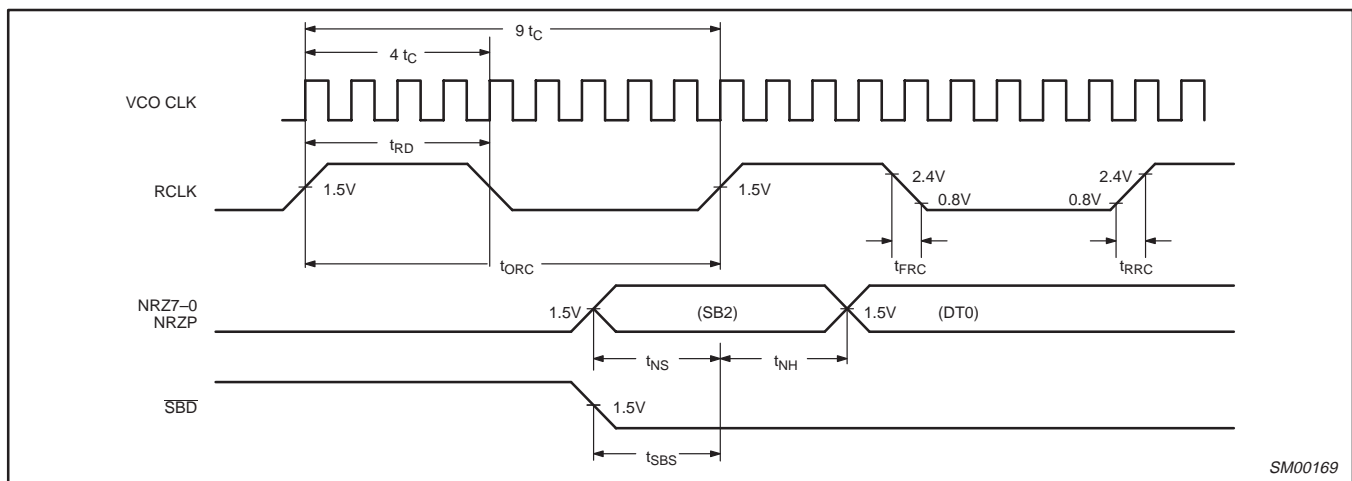 9 tC
4 tC
VCO CLK
tRD
RCLK
1.5V
1.5V
2.4V
0.8V
2.4V
0.8V
tORC
tFRC
tRRC
NRZ7–0
NRZP
1.5V
(SB2)
1.5V
(DT0)
tNS
tNH
SBD
1.5V
tSBS
SM00169